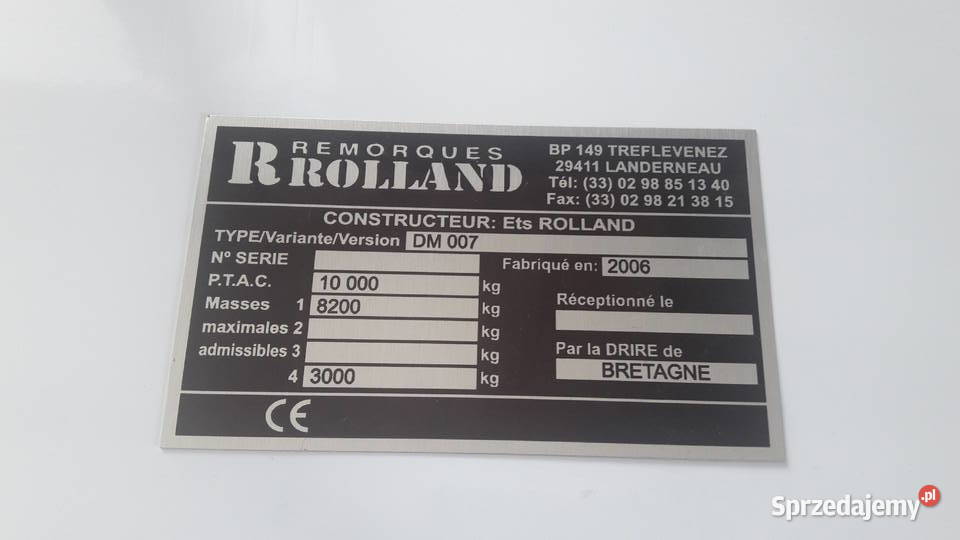 R REMORQUES
ROLLAND
BP 149 TREFLEVENEZ
29411 LANDERNEAU
Tél: (33) 02 98 85 13 40
Fax: (33) 02 98 21 38 15
CONSTRUCTEUR: Ets ROLLAND
TYPE/Variante/Version DM 007
Nº SERIE
Fabriqué en: 2006
P.T.A.C. 10 000 kg
Masses 1 8200 kg
maximales 2 kg
admissibles 3 kg
4 3000 kg
Réceptionné le
Par la DRIRE de
BRETAGNE
CE
Sprzedajemy.pl